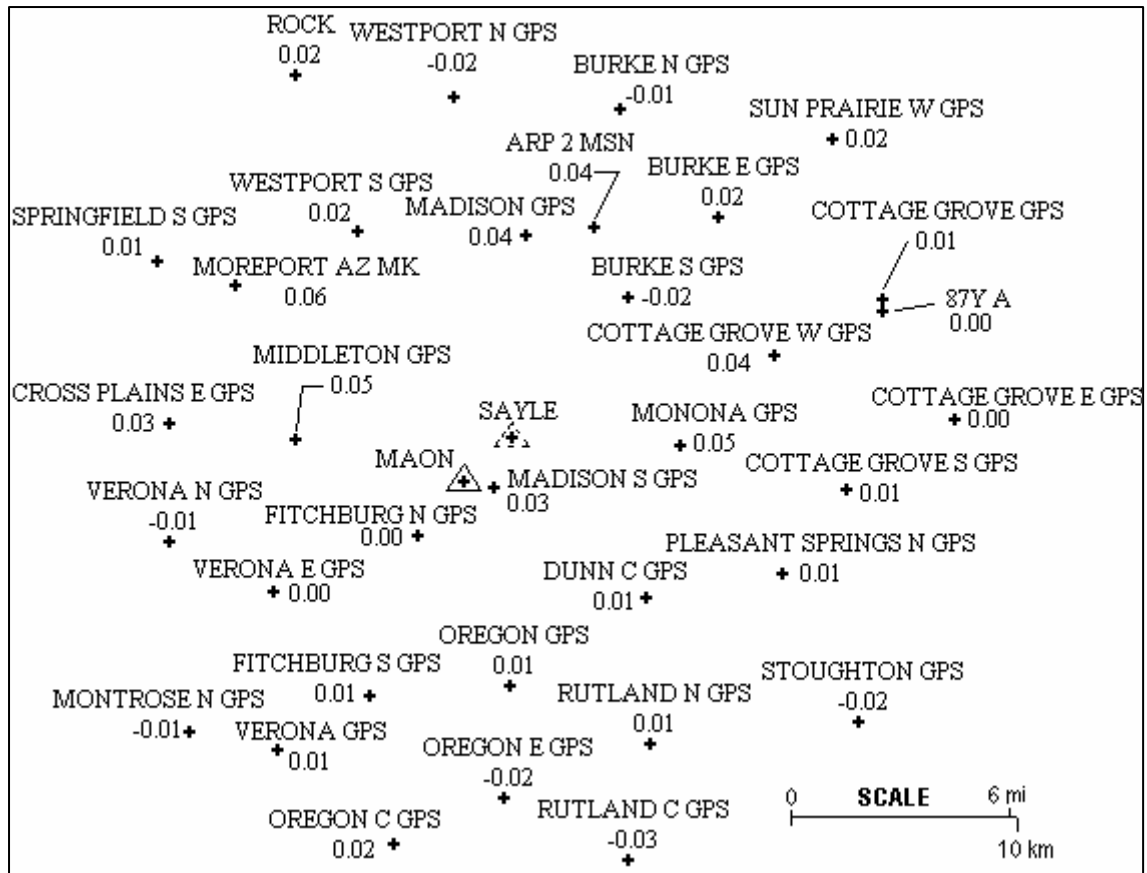 ROCK
0.02
WESTPORT N GPS
-0.02
BURKE N GPS
-0.01
SUN PRAIRIE W GPS
0.02
ARP 2 MSN
0.04
BURKE E GPS
0.02
WESTPORT S GPS
0.02
MADISON GPS
0.04
COTTAGE GROVE GPS
0.01
SPRINGFIELD S GPS
0.01
MOREPORT AZ MK
0.06
BURKE S GPS
-0.02
87Y A
0.00
COTTAGE GROVE W GPS
0.04
MIDDLETON GPS
0.05
CROSS PLAINS E GPS
0.03
SAYLE
MONONA GPS
0.05
COTTAGE GROVE E GPS
0.00
MAON
MADISON S GPS
0.03
COTTAGE GROVE S GPS
0.01
VERONA N GPS
-0.01
FITCHBURG N GPS
0.00
PLEASANT SPRINGS N GPS
0.01
VERONA E GPS
0.00
DUNN C GPS
0.01
OREGON GPS
0.01
FITCHBURG S GPS
0.01
STOUGHTON GPS
-0.02
MONTROSE N GPS
-0.01
RUTLAND N GPS
0.01
VERONA GPS
0.01
OREGON E GPS
-0.02
OREGON C GPS
0.02
RUTLAND C GPS
-0.03
0 SCALE 6 mi
10 km